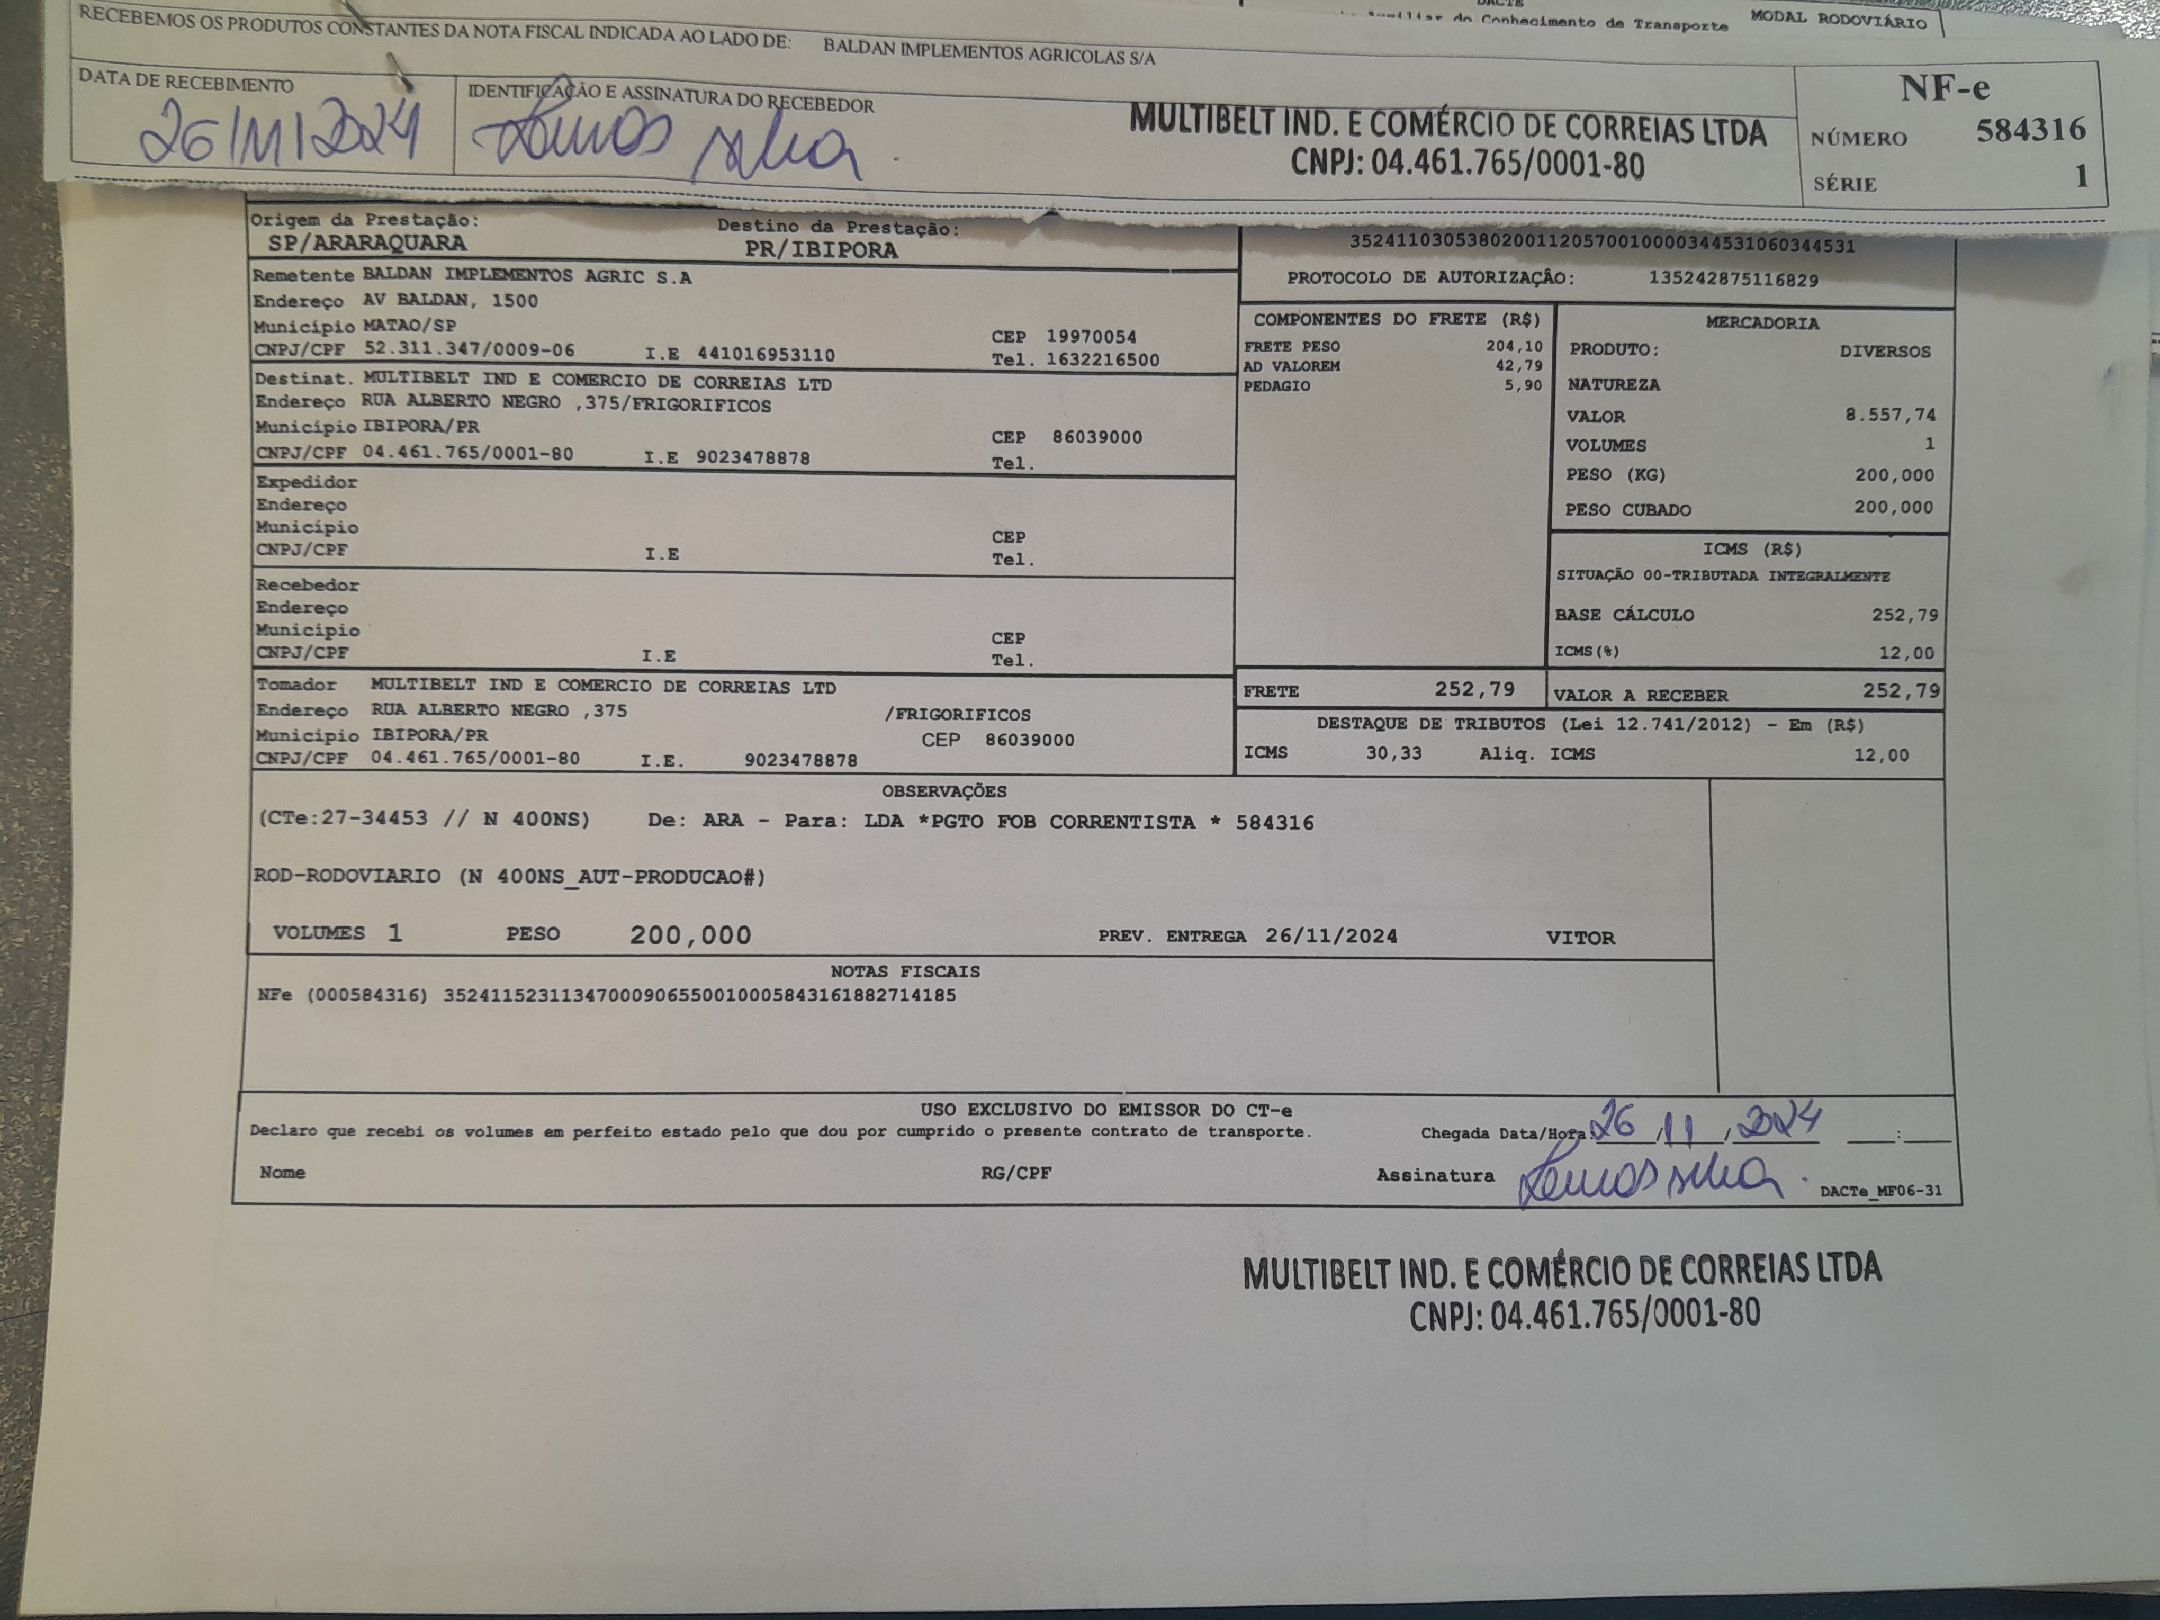 DACTE
Auxiliar do Conhecimento de Transporte MODAL RODOVIÁRIO
RECEBEMOS OS PRODUTOS CONSTANTES DA NOTA FISCAL INDICADA AO LADO DE: BALDAN IMPLEMENTOS AGRICOLAS S/A
DATA DE RECEBIMENTO IDENTIFICAÇÃO E ASSINATURA DO RECEBEDOR
26/11/2024
MULTIBELT IND. E COMÉRCIO DE CORREIAS LTDA
CNPJ: 04.461.765/0001-80
NF-e
NÚMERO 584316
SÉRIE 1
Origem da Prestação: Destino da Prestação:
SP/ARARAQUARA PR/IBIPORA
35241103053802001120570010000344531060344531
PROTOCOLO DE AUTORIZAÇÂO: 135242875116829
Remetente BALDAN IMPLEMENTOS AGRIC S.A
Endereço AV BALDAN, 1500
Município MATAO/SP CEP 19970054
CNPJ/CPF 52.311.347/0009-06 I.E 441016953110 Tel. 1632216500
Destinat. MULTIBELT IND E COMERCIO DE CORREIAS LTD
Endereço RUA ALBERTO NEGRO ,375/FRIGORIFICOS
Município IBIPORA/PR CEP 86039000
CNPJ/CPF 04.461.765/0001-80 I.E 9023478878 Tel.
Expedidor
Endereço
Município CEP
CNPJ/CPF I.E Tel.
Recebedor
Endereço
Município CEP
CNPJ/CPF I.E Tel.
Tomador MULTIBELT IND E COMERCIO DE CORREIAS LTD
Endereço RUA ALBERTO NEGRO ,375 /FRIGORIFICOS
Município IBIPORA/PR CEP 86039000
CNPJ/CPF 04.461.765/0001-80 I.E. 9023478878
COMPONENTES DO FRETE (R$)
FRETE PESO 204,10
AD VALOREM 42,79
PEDAGIO 5,90
MERCADORIA
PRODUTO: DIVERSOS
NATUREZA
VALOR 8.557,74
VOLUMES 1
PESO (KG) 200,000
PESO CUBADO 200,000
ICMS (R$)
SITUAÇÃO 00-TRIBUTADA INTEGRALMENTE
BASE CÁLCULO 252,79
ICMS(%) 12,00
FRETE 252,79 VALOR A RECEBER 252,79
DESTAQUE DE TRIBUTOS (Lei 12.741/2012) - Em (R$)
ICMS 30,33 Aliq. ICMS 12,00
OBSERVAÇÕES
(CTe:27-34453 // N 400NS) De: ARA - Para: LDA *PGTO FOB CORRENTISTA * 584316
ROD-RODOVIARIO (N 400NS_AUT-PRODUCAO#)
VOLUMES 1 PESO 200,000 PREV. ENTREGA 26/11/2024 VITOR
NOTAS FISCAIS
NFe (000584316) 35241152311347000906550010005843161882714185
USO EXCLUSIVO DO EMISSOR DO CT-e
Declaro que recebi os volumes em perfeito estado pelo que dou por cumprido o presente contrato de transporte. Chegada Data/Hora: 26/11/2024 :
Nome RG/CPF Assinatura DACTe_MF06-31
MULTIBELT IND. E COMÉRCIO DE CORREIAS LTDA
CNPJ: 04.461.765/0001-80